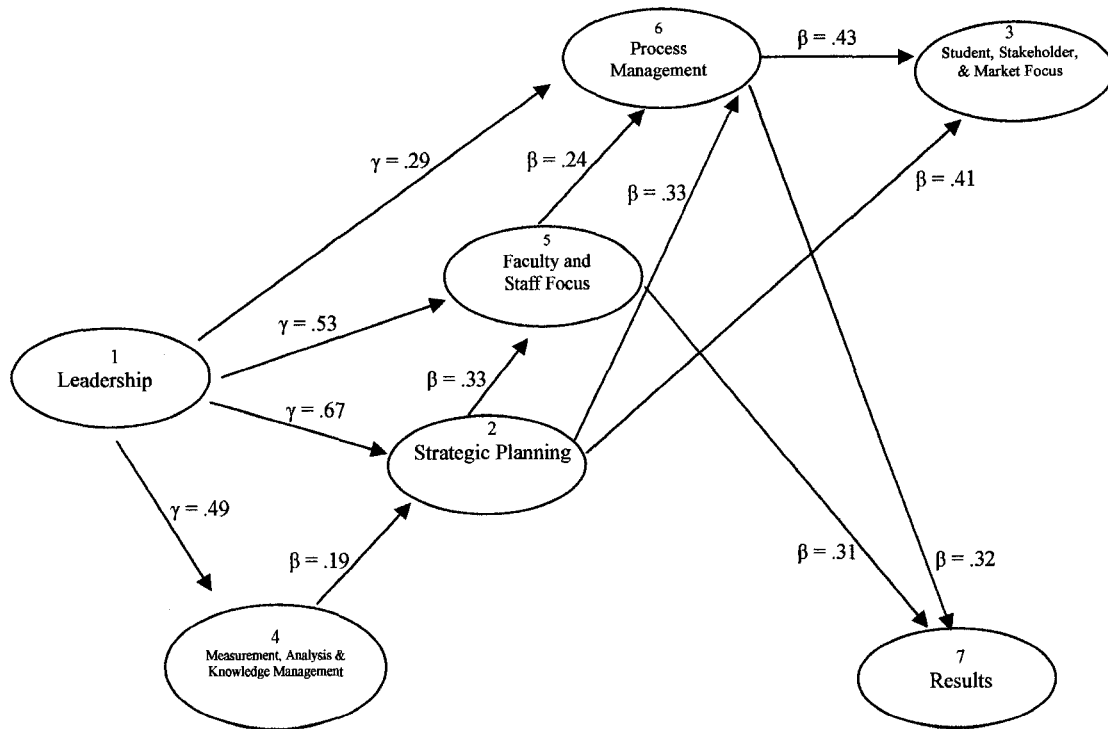 6
Process
Management
β = .43
3
Student, Stakeholder,
& Market Focus
γ = .29
β = .24
β = .33
β = .41
5
Faculty and
Staff Focus
γ = .53
1
Leadership
β = .33
γ = .67
2
Strategic Planning
γ = .49
β = .19
β = .31
β = .32
4
Measurement, Analysis &
Knowledge Management
7
Results